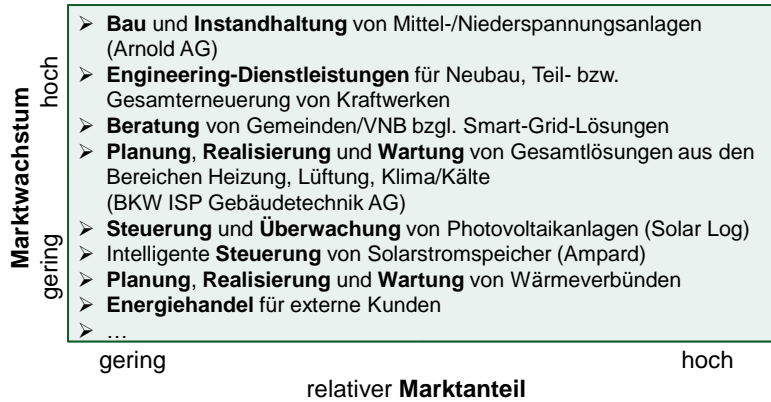 ➢ Bau und Instandhaltung von Mittel-/Niederspannungsanlagen
(Arnold AG)
➢ Engineering-Dienstleistungen für Neubau, Teil- bzw.
Gesamterneuerung von Kraftwerken
➢ Beratung von Gemeinden/VNB bzgl. Smart-Grid-Lösungen
➢ Planung, Realisierung und Wartung von Gesamtlösungen aus den
Bereichen Heizung, Lüftung, Klima/Kälte
(BKW ISP Gebäudetechnik AG)
➢ Steuerung und Überwachung von Photovoltaikanlagen (Solar Log)
➢ Intelligente Steuerung von Solarstromspeicher (Ampard)
➢ Planung, Realisierung und Wartung von Wärmeverbünden
➢ Energiehandel für externe Kunden
➢ …
Marktwachstum
hoch
gering
gering
hoch
relativer Marktanteil